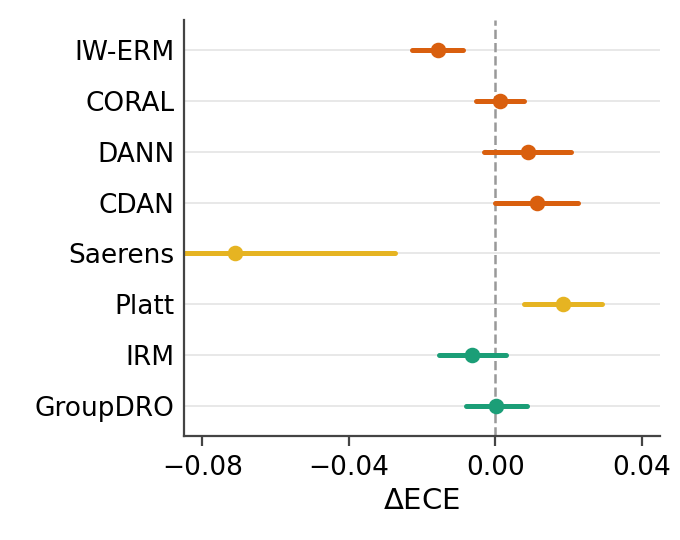 IW-ERM
CORAL
DANN
CDAN
Saerens
Platt
IRM
GroupDRO
−0.08 −0.04 0.00 0.04
ΔECE